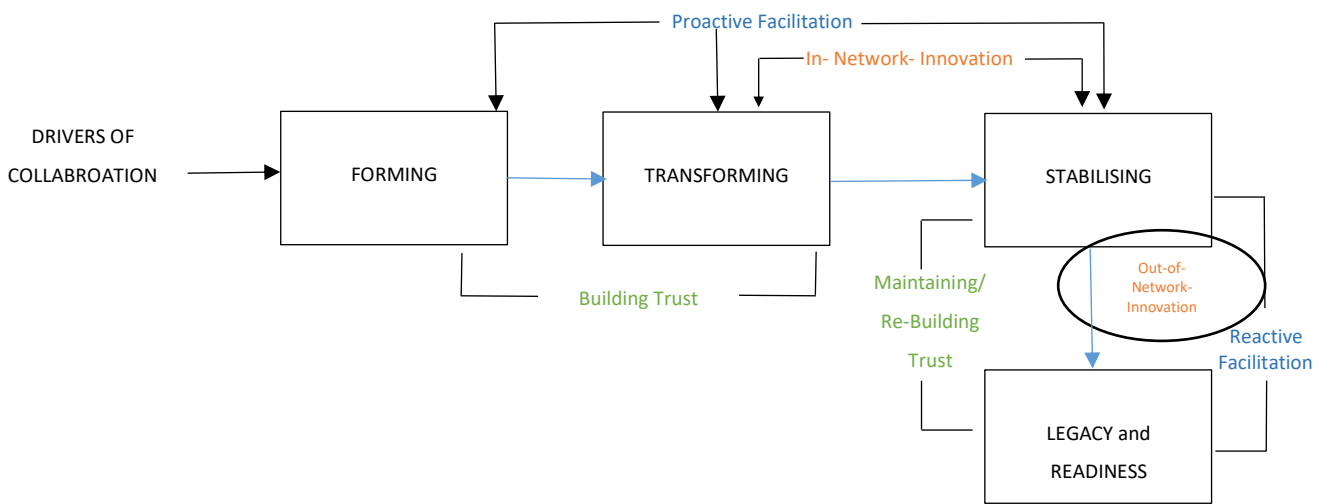 Proactive Facilitation
In- Network- Innovation
DRIVERS OF
COLLABROATION
FORMING
TRANSFORMING
STABILISING
Building Trust
Maintaining/
Re-Building
Trust
Out-of-
Network-
Innovation
Reactive
Facilitation
LEGACY and
READINESS